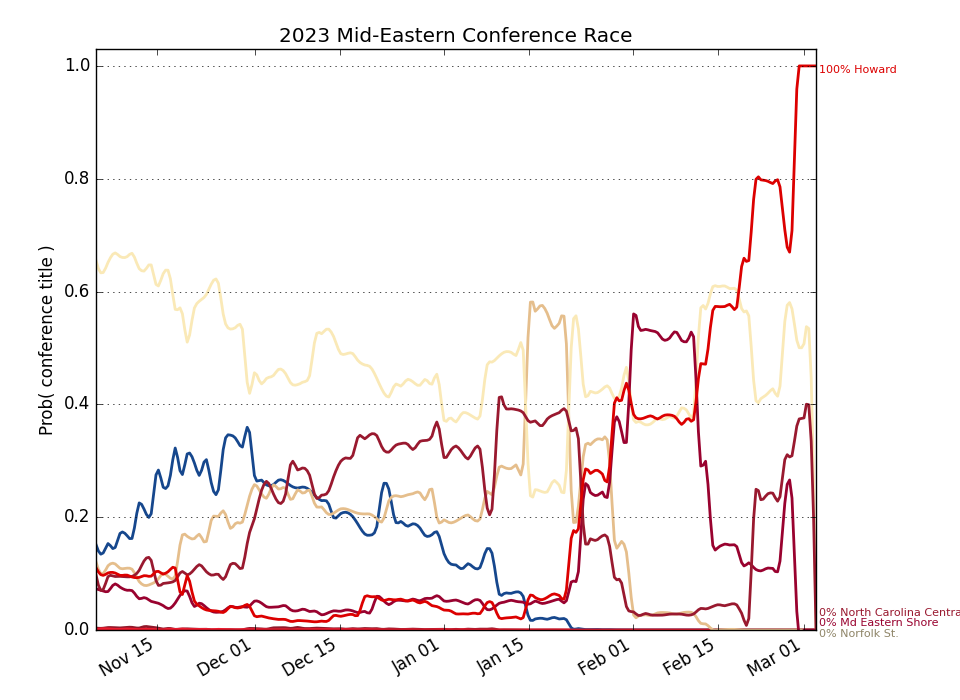 2023 Mid-Eastern Conference Race
1.0
100% Howard
0.8
0.6
Prob( conference title )
0.4
0.2
0% North Carolina Centra
0% Md Eastern Shore
0.0
0% Norfolk St.
Nov 15
Dec 01
Dec 15
Jan 01
Jan 15
Feb 01
Feb 15
Mar 01